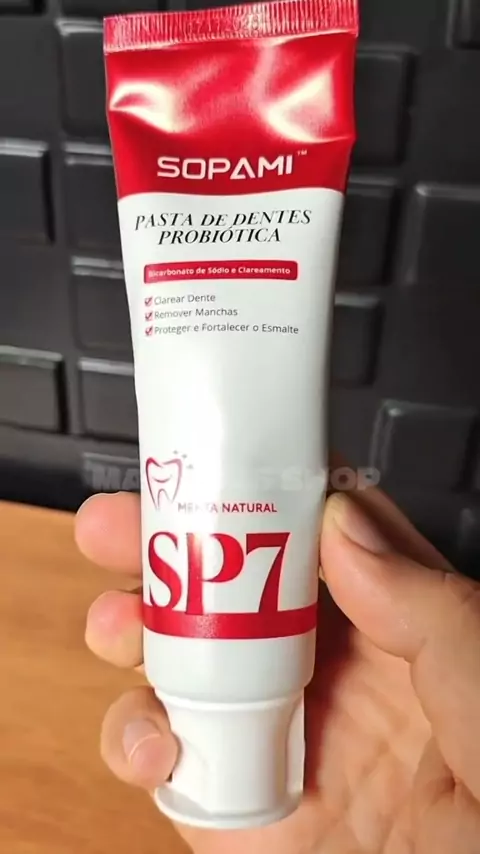 SOPAMI™
PASTA DE DENTES
PROBIÓTICA
Bicarbonato de Sódio e Clareamento
Clarear Dente
Remover Manchas
Proteger e Fortalecer o Esmalte
MENTA NATURAL
SP7
SHOP